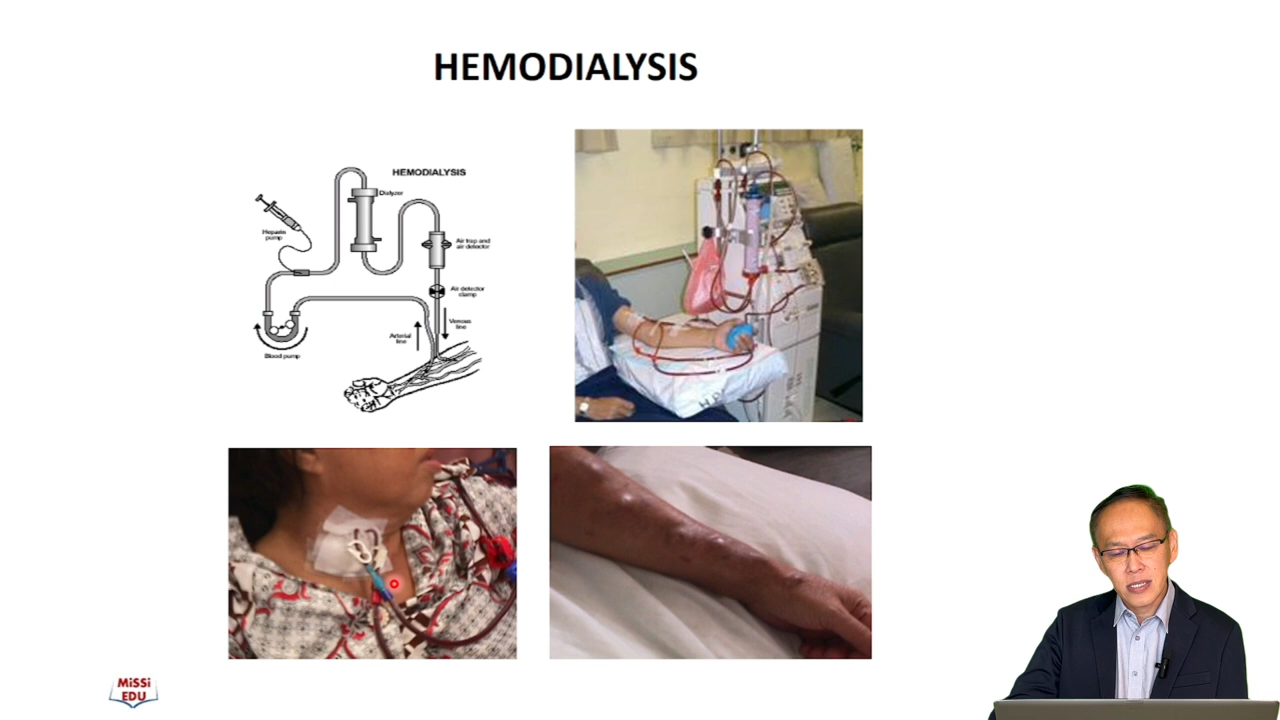 HEMODIALYSIS
HEMODIALYSIS
Dialyzer
Heparin
pump
Air trap and
air detector
Air detector
clamp
Venous
line
Arterial
line
Blood pump
MiSSi
EDU